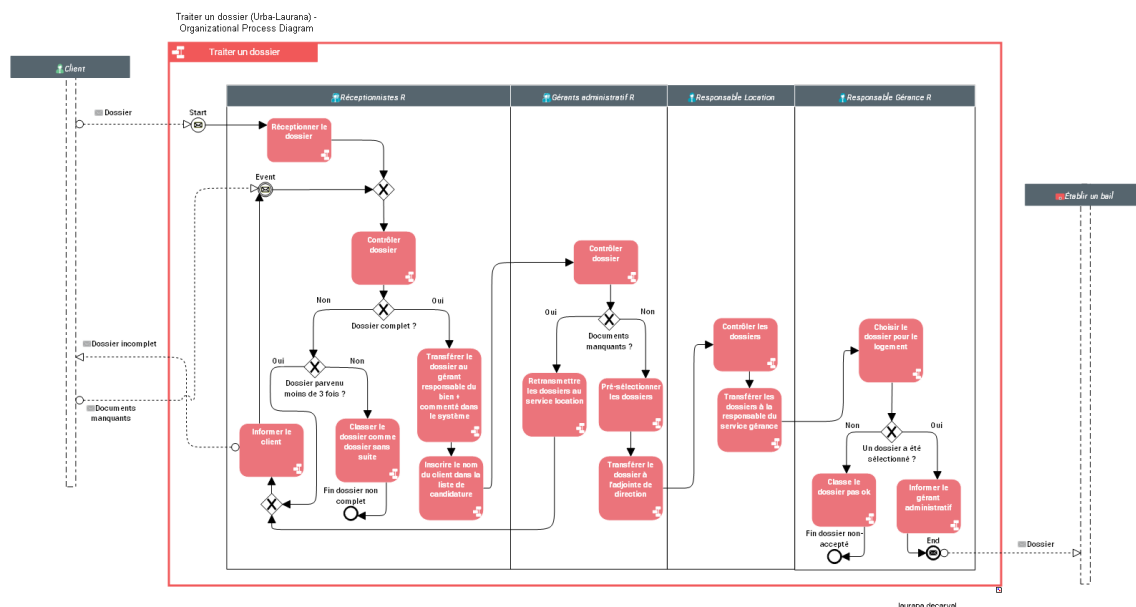 Traiter un dossier (Urba-Laurana) -
Organizational Process Diagram
Traiter un dossier
Client
Réceptionnistes R
Gérants administratif R
Responsable Location
Responsable Gérance R
Dossier
Start
Réceptionner le
dossier
Event
Établir un bail
Contrôler
dossier
Contrôler
dossier
Non
Oui
Dossier complet ?
Oui
Non
Documents
manquants ?
Contrôler les
dossiers
Choisir le
dossier pour le
logement
Dossier incomplet
Oui
Non
Dossier parvenu
moins de 3 fois ?
Transférer le
dossier au
gérant
responsable du
bien +
commenté dans
le système
Retransmettre
les dossiers au
service location
Pré-sélectionner
les dossiers
Transférer les
dossiers à la
responsable du
service gérance
Documents
manquants
Informer le
client
Classer le
dossier comme
dossier sans
suite
Non
Oui
Un dossier a été
sélectionné ?
Inscrire le nom
du client dans la
liste de
candidature
Transférer le
dossier à
l'adjointe de
direction
Classe le
dossier pas ok
Informer le
gérant
administratif
Fin dossier non
complet
Fin dossier non-
accepté
End
Dossier
laurana.decarval